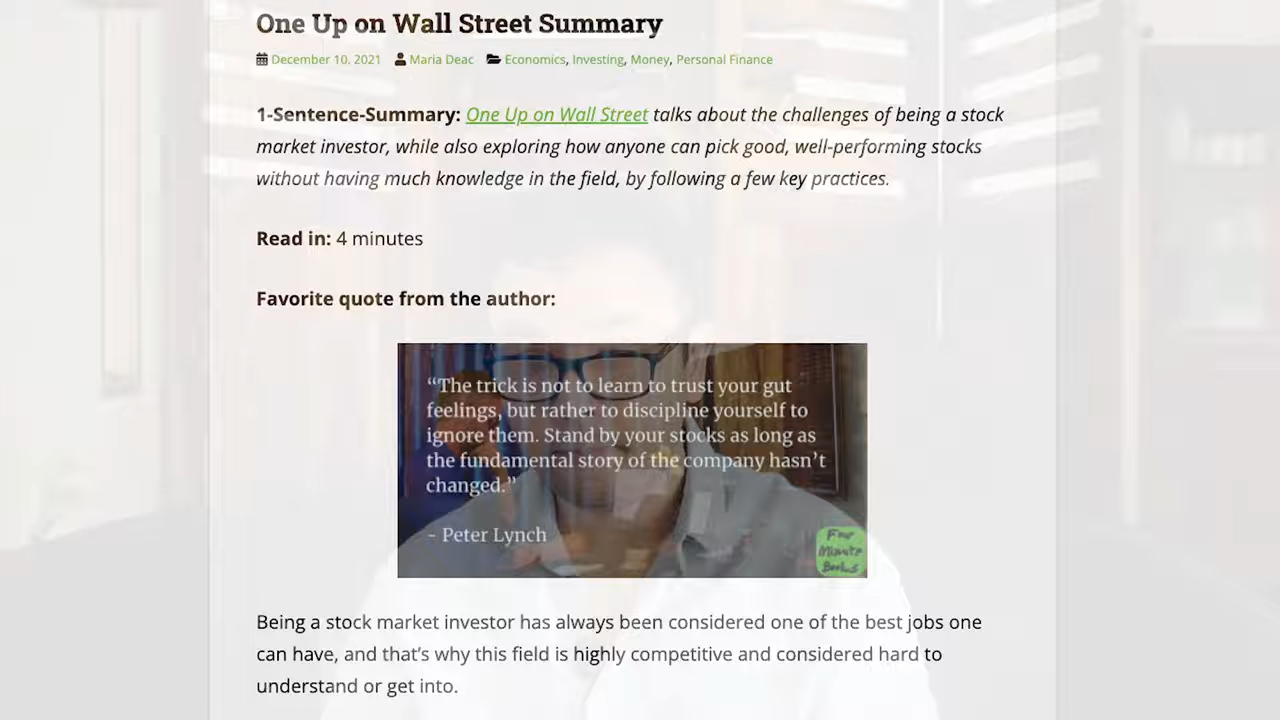 One Up on Wall Street Summary
December 10, 2021 Maria Deac Economics, Investing, Money, Personal Finance
1-Sentence-Summary: One Up on Wall Street talks about the challenges of being a stock
market investor, while also exploring how anyone can pick good, well-performing stocks
without having much knowledge in the field, by following a few key practices.
Read in: 4 minutes
Favorite quote from the author:
“The trick is not to learn to trust your gut
feelings, but rather to discipline yourself to
ignore them. Stand by your stocks as long as
the fundamental story of the company hasn’t
changed.”
- Peter Lynch
Four
Minute
Books
Being a stock market investor has always been considered one of the best jobs one
can have, and that’s why this field is highly competitive and considered hard to
understand or get into.